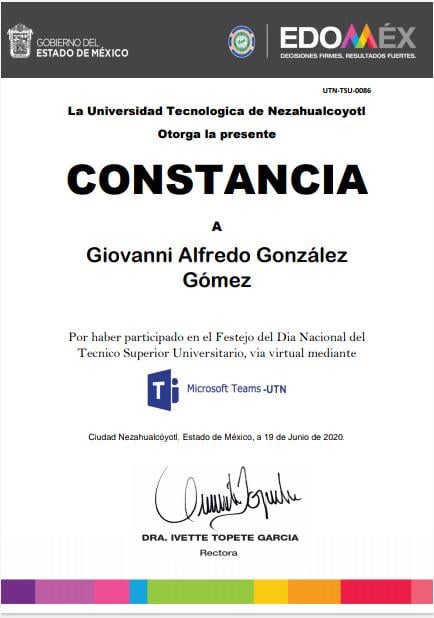 GOBIERNO DEL
ESTADO DE MÉXICO
EDOMÉX
DECISIONES FIRMES, RESULTADOS FUERTES.
UTN-TSU-0086
La Universidad Tecnologica de Nezahualcoyotl
Otorga la presente
CONSTANCIA
A
Giovanni Alfredo González
Gómez
Por haber participado en el Festejo del Dia Nacional del
Tecnico Superior Universitario, via virtual mediante
Microsoft Teams-UTN
Ciudad Nezahualcóyotl, Estado de México, a 19 de Junio de 2020.
DRA. IVETTE TOPETE GARCIA
Rectora